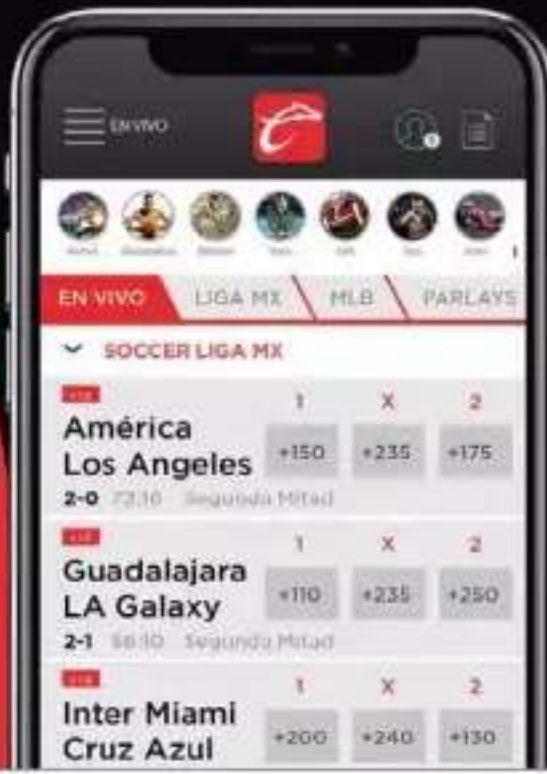 EN VIVO
EN VIVO LIGA MX MLB PARLAYS
SOCCER LIGA MX
1 X 2
América
Los Angeles +150 +235 +175
2-0 72:16 Segunda Mitad
1 X 2
Guadalajara
LA Galaxy +110 +235 +250
2-1 Segunda Mitad
1 X 2
Inter Miami
Cruz Azul +200 +240 +130